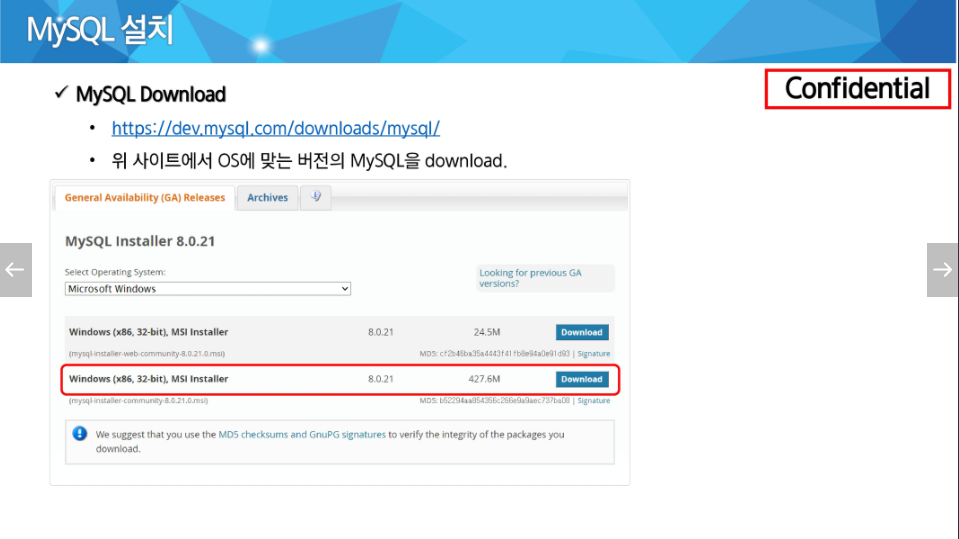 MySQL 설치
Confidential
✓ MySQL Download
• https://dev.mysql.com/downloads/mysql/
• 위 사이트에서 OS에 맞는 버전의 MySQL을 download.
General Availability (GA) Releases Archives
MySQL Installer 8.0.21
Select Operating System:
Microsoft Windows
Looking for previous GA
versions?
Windows (x86, 32-bit), MSI Installer 8.0.21 24.5M Download
(mysql-installer-web-community-8.0.21.0.msi) MD5: cf2b46ba35a4443f41fb8e94a0e91d93 | Signature
Windows (x86, 32-bit), MSI Installer 8.0.21 427.6M Download
(mysql-installer-community-8.0.21.0.msi) MD5: | Signature
We suggest that you use the MD5 checksums and GnuPG signatures to verify the integrity of the packages you
download.